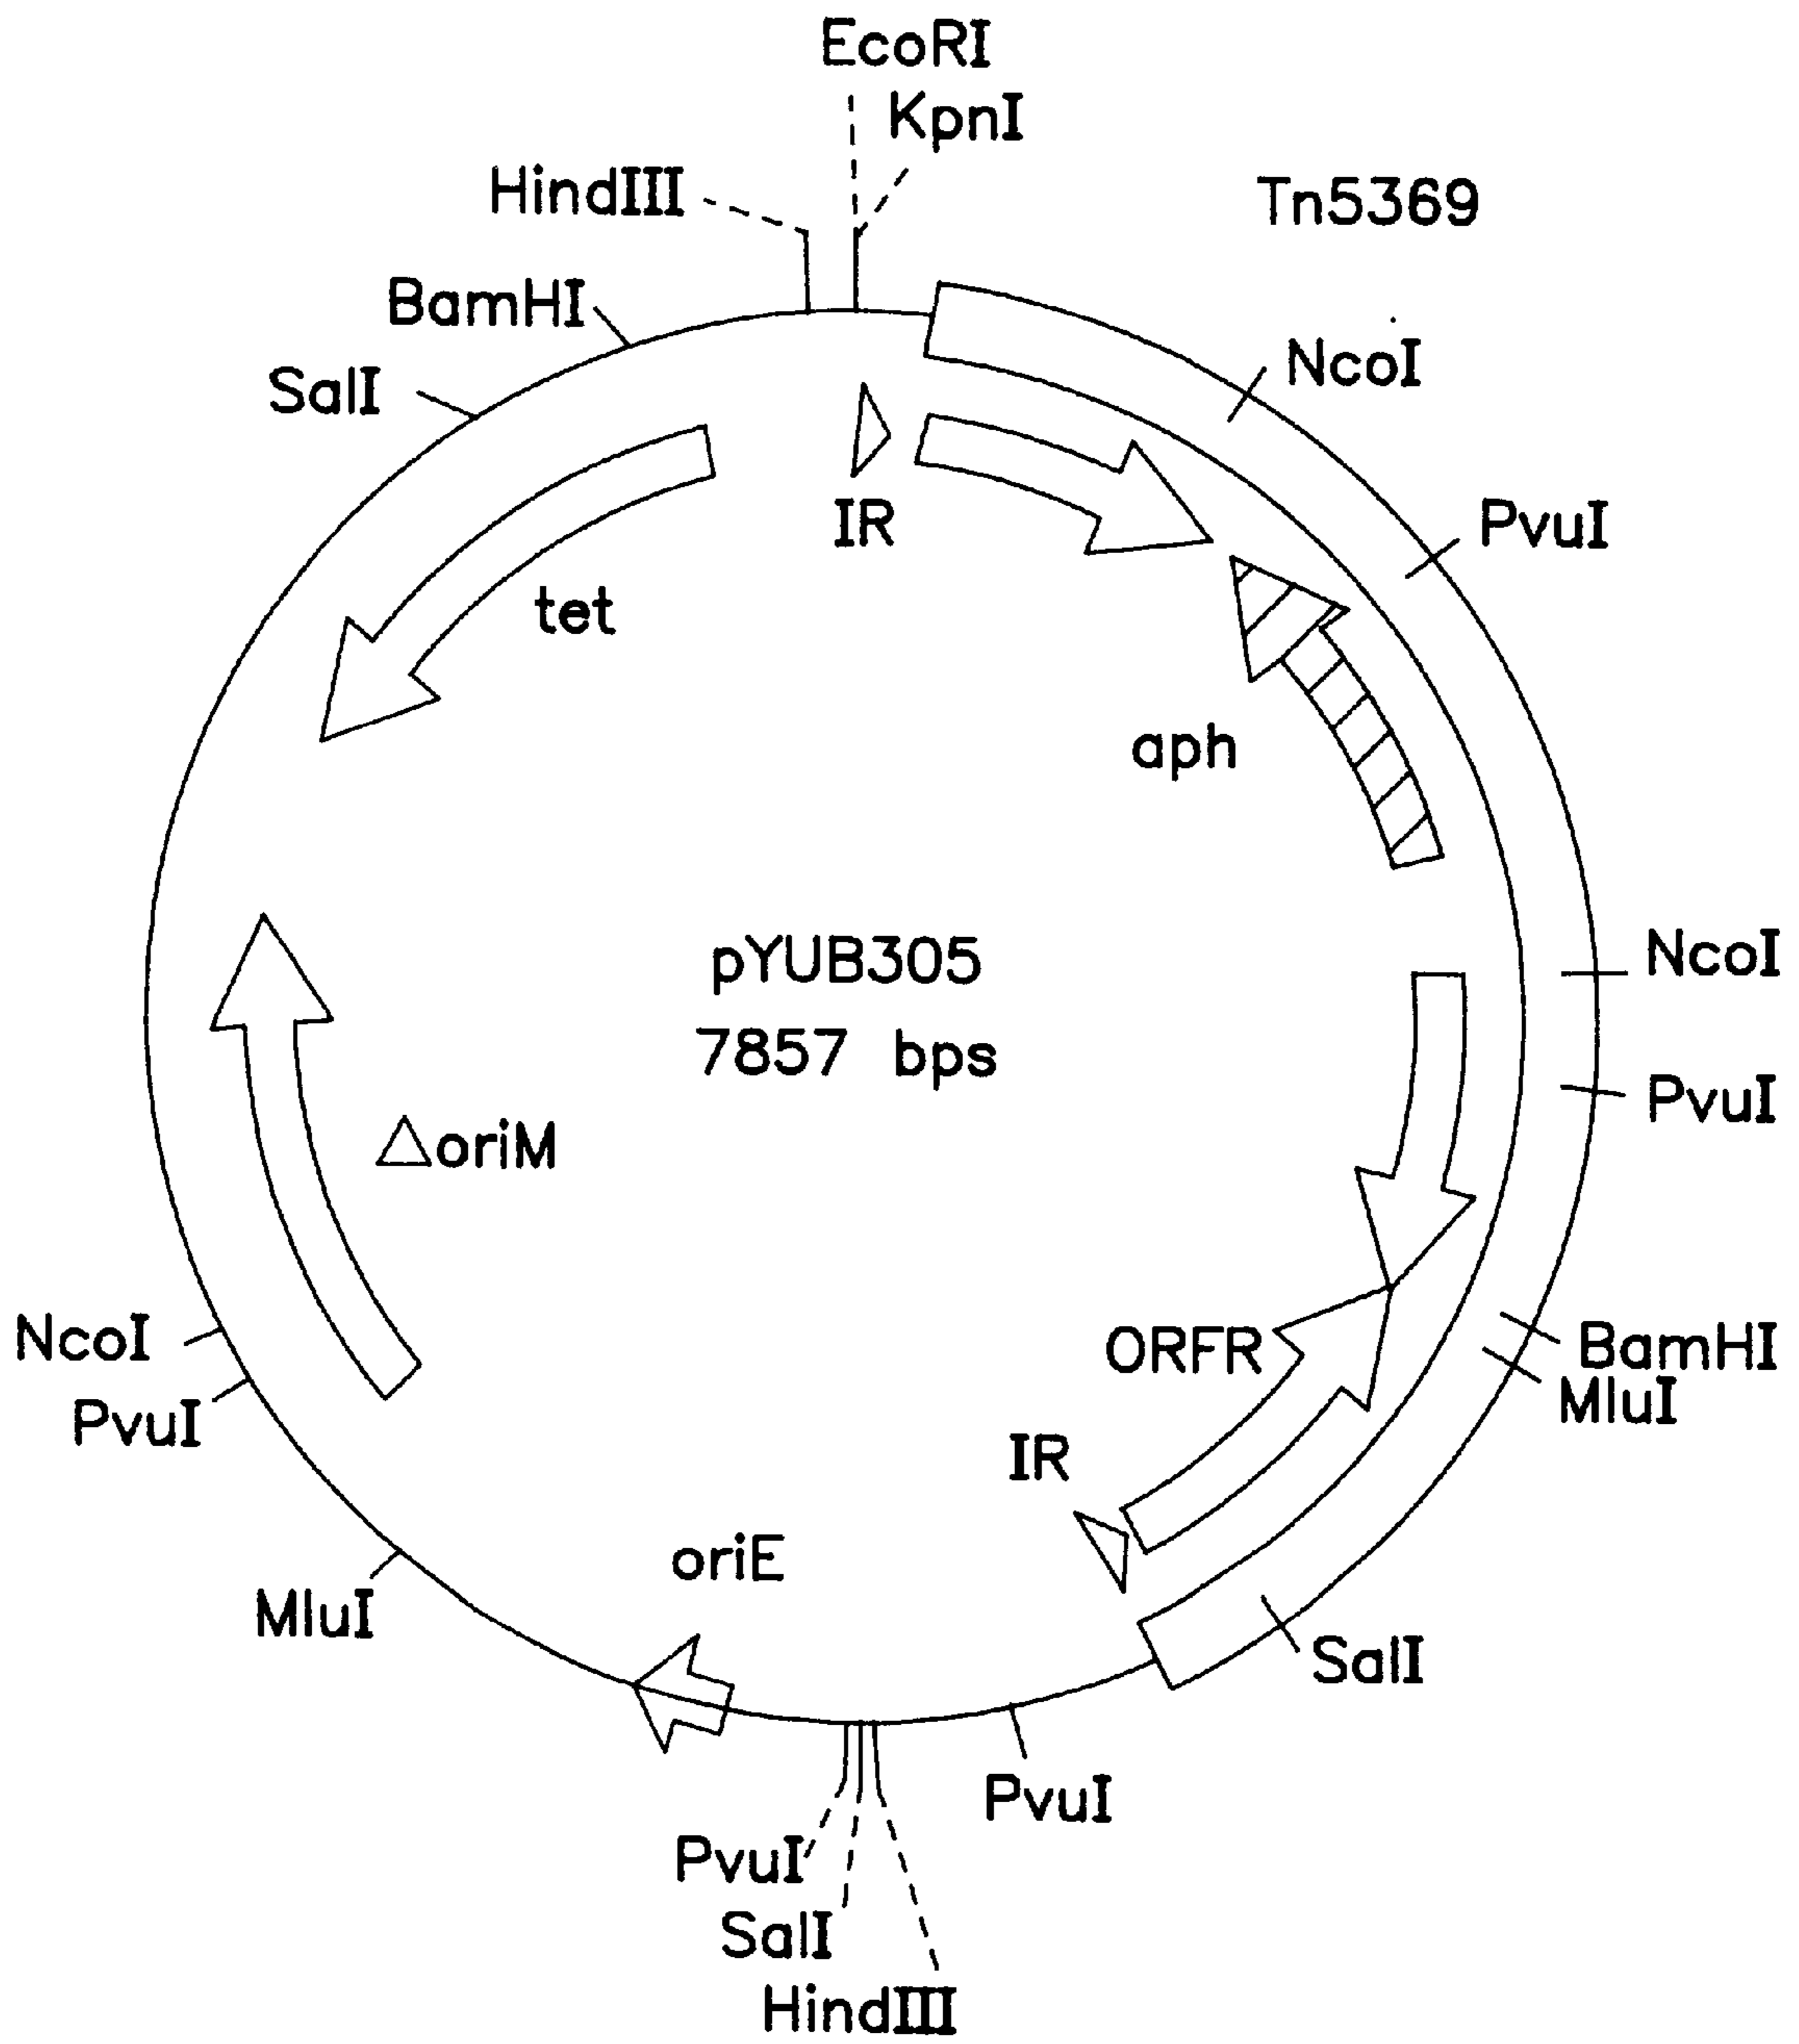 EcoRI
KpnI
HindIII
Tn5369
BamHI
NcoI
SalI
IR
PvuI
tet
aph
pYUB305
NcoI
7857 bps
PvuI
△oriM
NcoI
ORFR
BamHI
PvuI
MluI
IR
oriE
MluI
SalI
PvuI
PvuI
SalI
HindIII